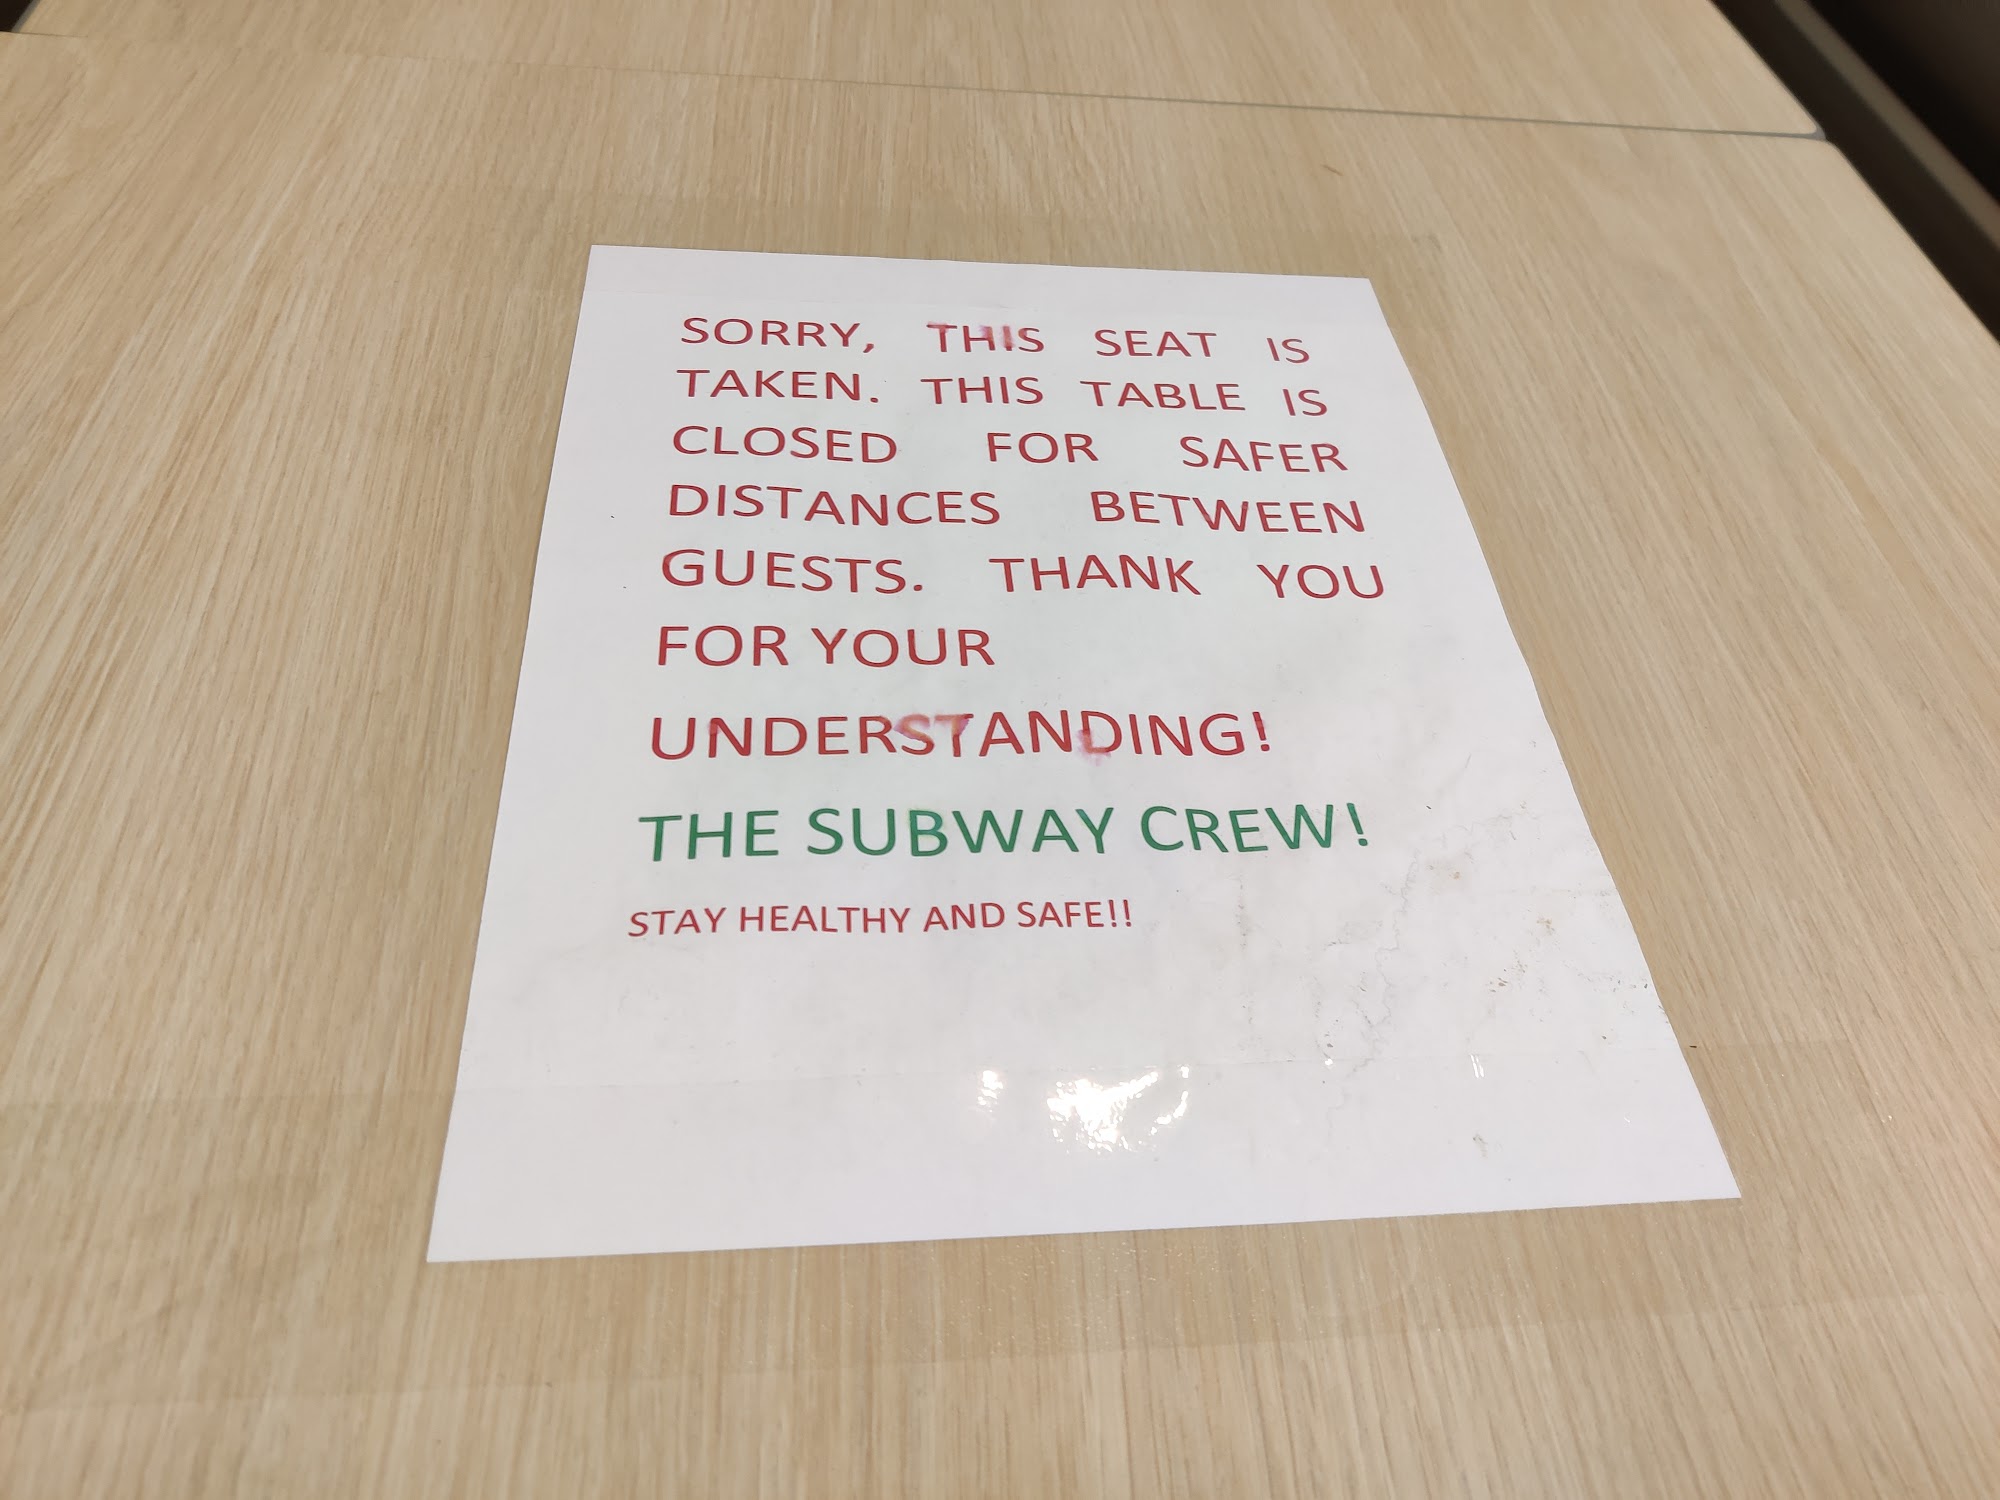 SORRY, THIS SEAT IS
TAKEN. THIS TABLE IS
CLOSED FOR SAFER
DISTANCES BETWEEN
GUESTS. THANK YOU
FOR YOUR
UNDERSTANDING!
THE SUBWAY CREW!
STAY HEALTHY AND SAFE!!